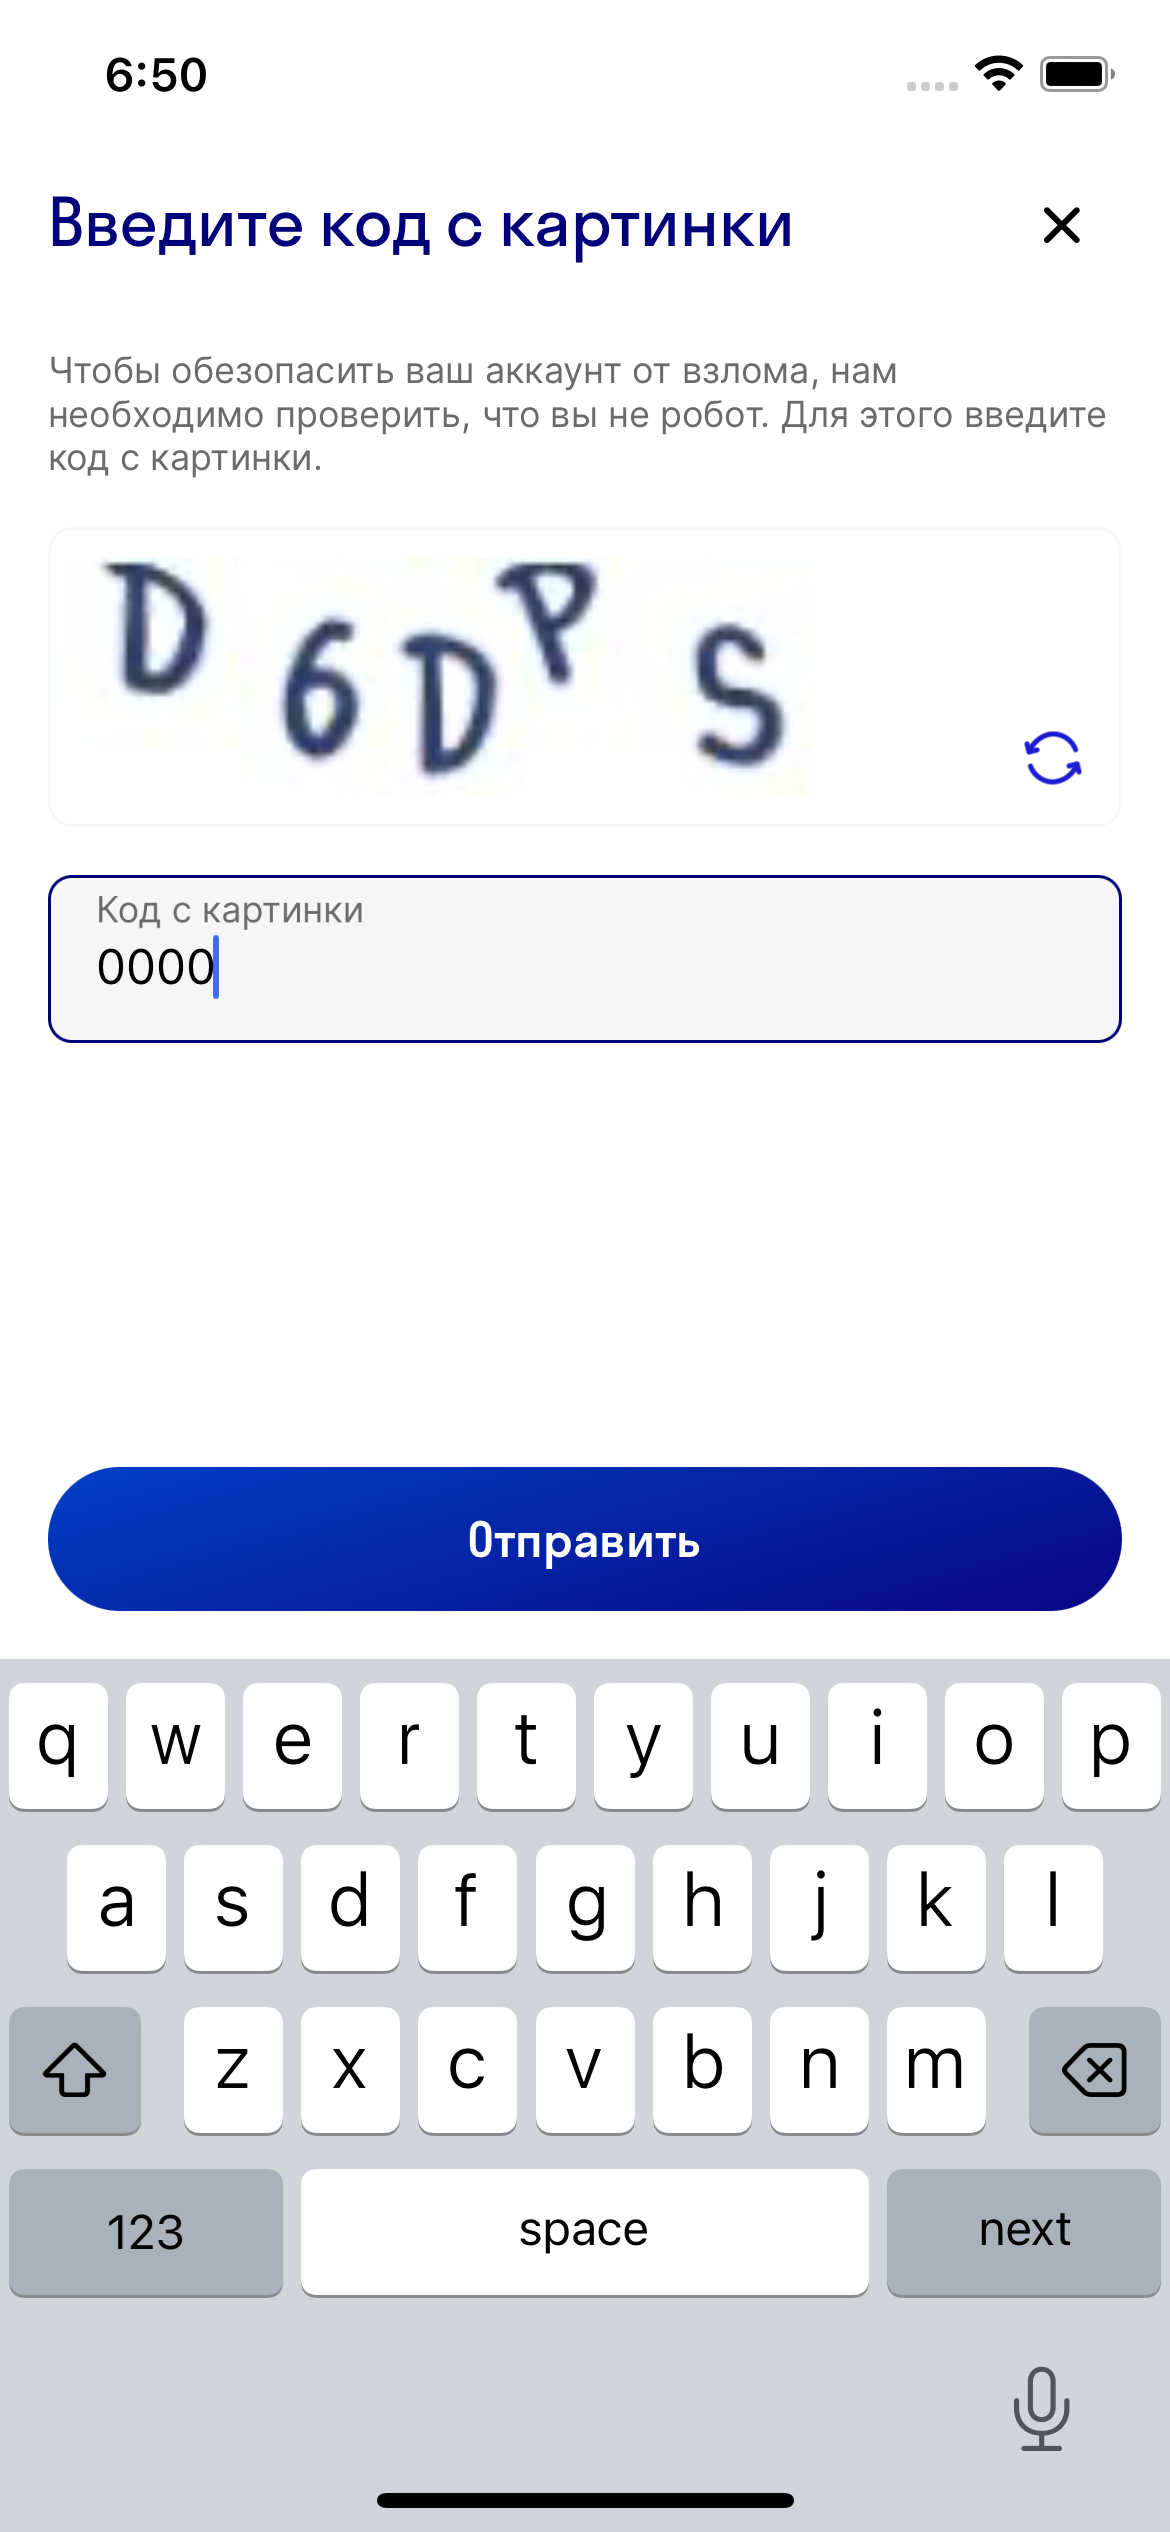 6:50
Введите код с картинки
Чтобы обезопасить ваш аккаунт от взлома, нам
необходимо проверить, что вы не робот. Для этого введите
код с картинки.
D 6 D P S
Код с картинки
0000
Отправить
q w e r t y u i o p
a s d f g h j k l
z x c v b n m
123 space next